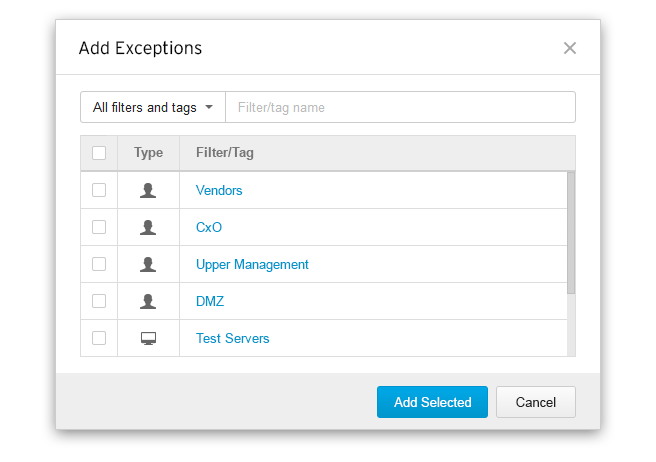 Add Exceptions
All filters and tags Filter/tag name
Type Filter/Tag
Vendors
CxO
Upper Management
DMZ
Test Servers
Add Selected Cancel